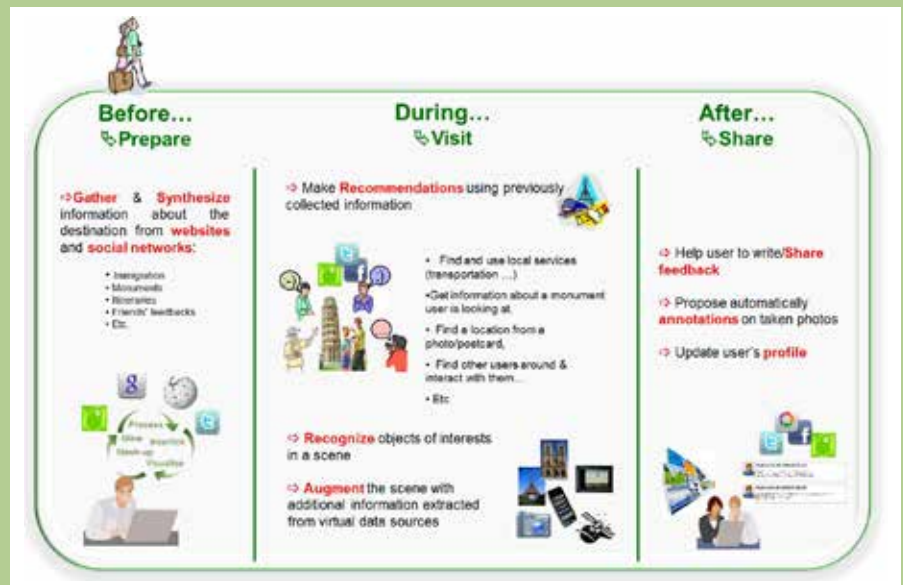 Before...
Prepare
Gather & Synthesize
information about the
destination from websites
and social networks:
• Immigration
• Monuments
• Itineraries
• Friends' feedbacks
• Etc.
Process
Mine
Mash-up
Visualize
During...
Visit
Make Recommendations using previously
collected information
• Find and use local services
(transportation ...)
•Get information about a monument
user is looking at,
• Find a location from a
photo/postcard,
• Find other users around &
interact with them...
• Etc
Recognize objects of interests
in a scene
Augment the scene with
additional information extracted
from virtual data sources
After...
Share
Help user to write/Share
feedback
Propose automatically
annotations on taken photos
Update user's profile